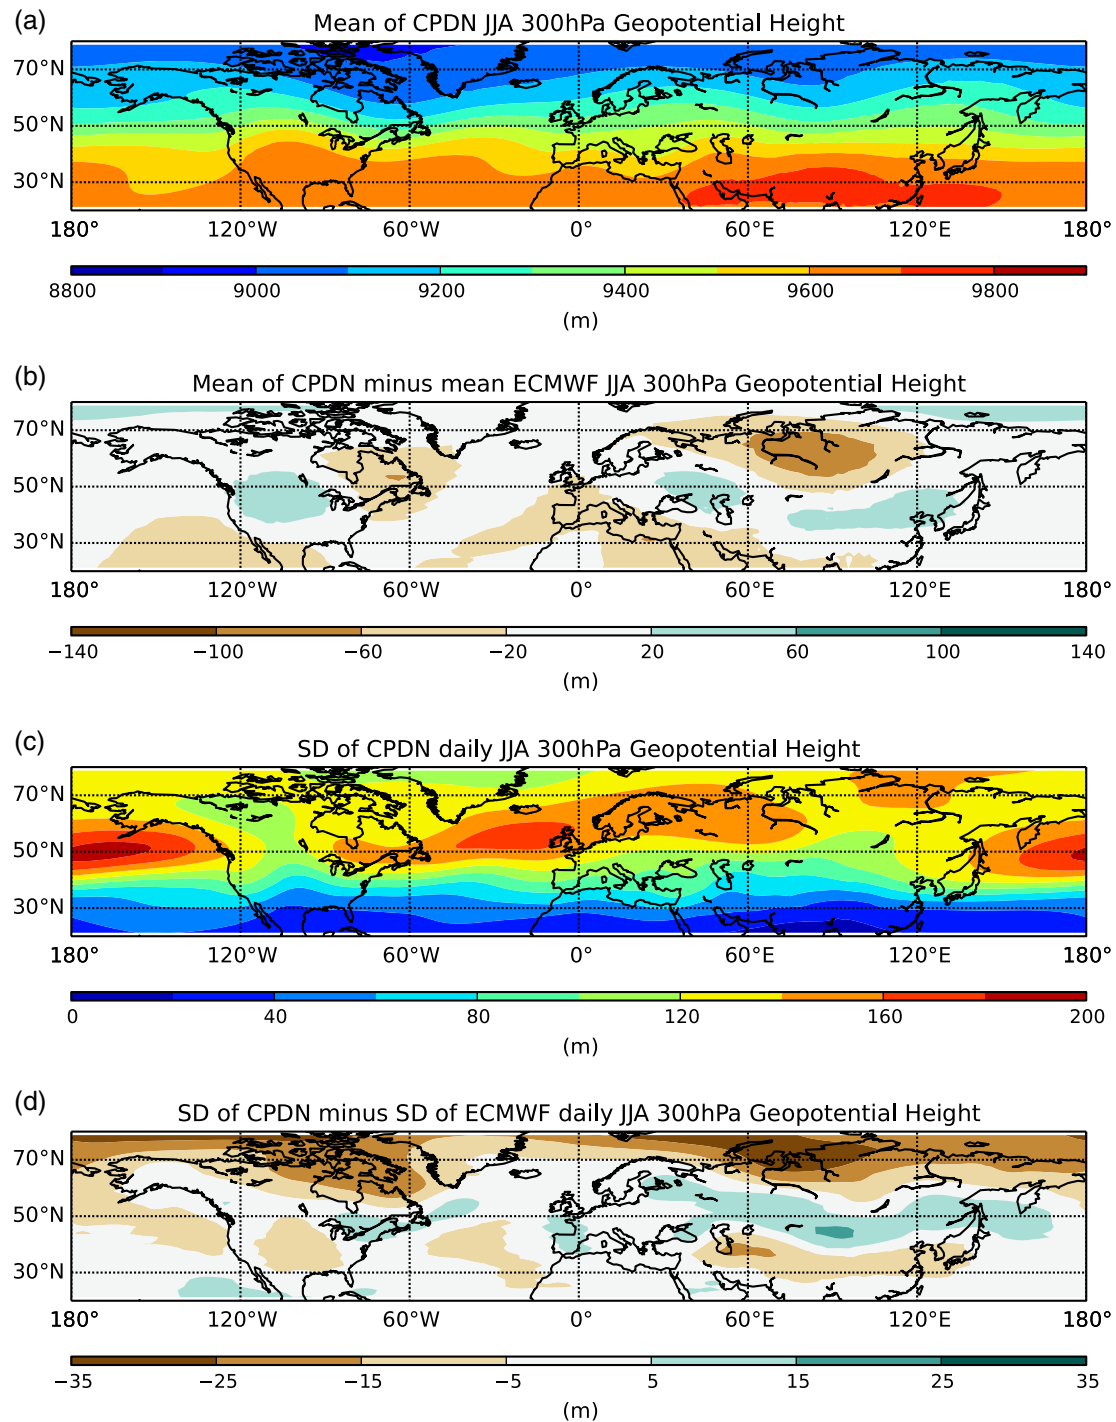 (a)
Mean of CPDN JJA 300hPa Geopotential Height
70°N
50°N
30°N
180° 120°W 60°W 0° 60°E 120°E 180°
8800 9000 9200 9400 9600 9800
(m)
(b)
Mean of CPDN minus mean ECMWF JJA 300hPa Geopotential Height
70°N
50°N
30°N
180° 120°W 60°W 0° 60°E 120°E 180°
−140 −100 −60 −20 20 60 100 140
(m)
(c)
SD of CPDN daily JJA 300hPa Geopotential Height
70°N
50°N
30°N
180° 120°W 60°W 0° 60°E 120°E 180°
0 40 80 120 160 200
(m)
(d)
SD of CPDN minus SD of ECMWF daily JJA 300hPa Geopotential Height
70°N
50°N
30°N
180° 120°W 60°W 0° 60°E 120°E 180°
−35 −25 −15 −5 5 15 25 35
(m)